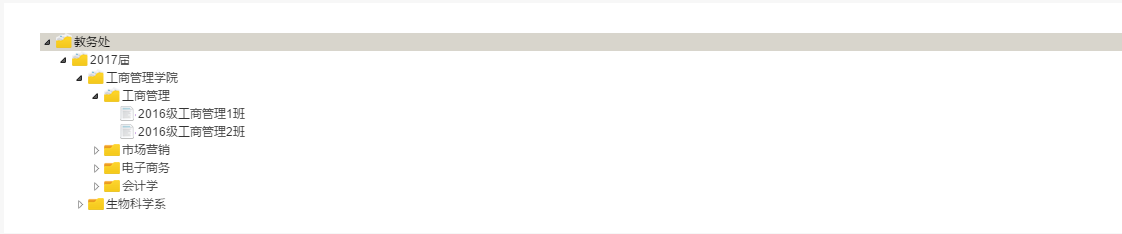 教务处
2017届
工商管理学院
工商管理
2016级工商管理1班
2016级工商管理2班
市场营销
电子商务
会计学
生物科学系